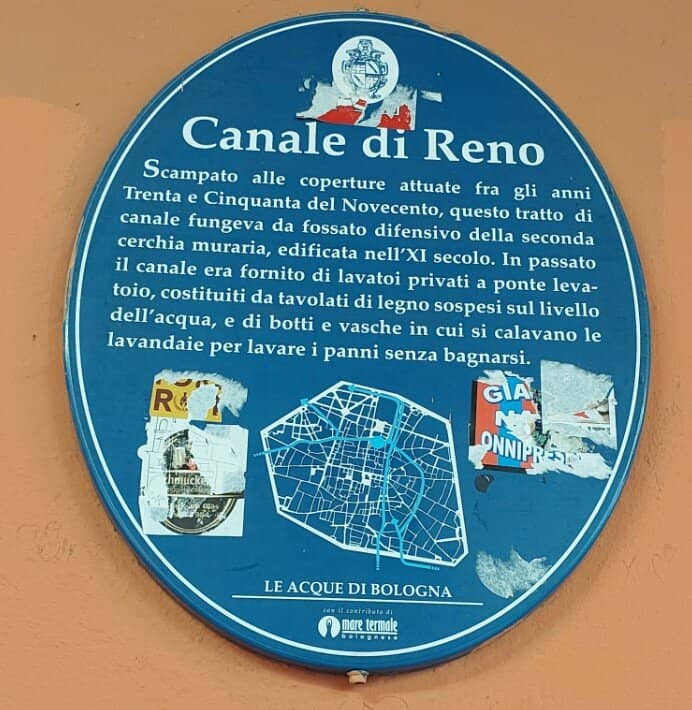 Canale di Reno
Scampato alle coperture attuate fra gli anni
Trenta e Cinquanta del Novecento, questo tratto di
canale fungeva da fossato difensivo della seconda
cerchia muraria, edificata nell'XI secolo. In passato
il canale era fornito di lavatoi privati a ponte leva-
toio, costituiti da tavolati di legno sospesi sul livello
dell'acqua, e di botti e vasche in cui si calavano le
lavandaie per lavare i panni senza bagnarsi.
GIA
ONNIPRES
LE ACQUE DI BOLOGNA
con il contributo di
mare termale
bolognese